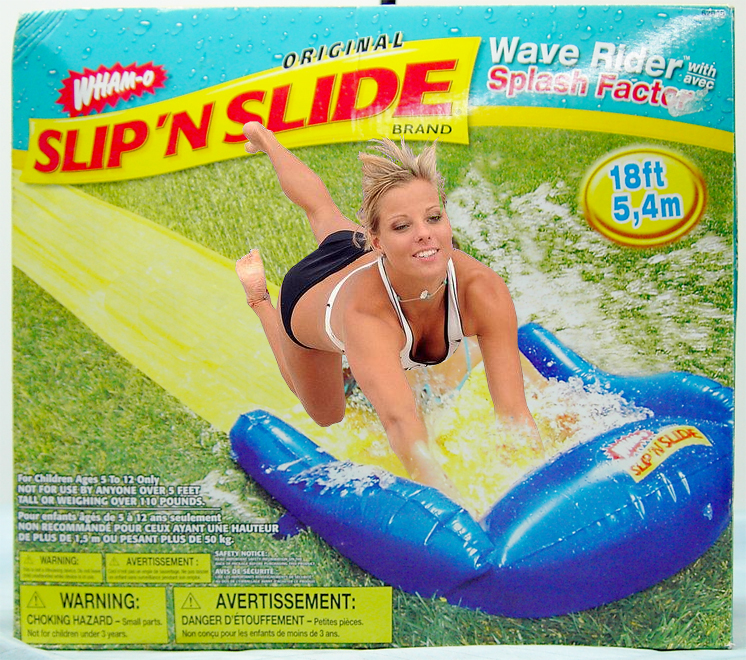 ORIGINAL
WHAM-O
SLIP 'N SLIDE
BRAND
Wave Rider™ with
avec
Splash Factor
18ft
5,4m
SLIP 'N SLIDE
For Children Ages 5 To 12 Only
NOT FOR USE BY ANYONE OVER 5 FEET
TALL OR WEIGHING OVER 110 POUNDS.
Pour enfants âgés de 5 à 12 ans seulement
NON RECOMMANDÉ POUR CEUX AYANT UNE HAUTEUR
DE PLUS DE 1,5 m OU PESANT PLUS DE 50 kg.
WARNING:
AVERTISSEMENT :
SAFETY NOTICE:
AVIS DE SÉCURITÉ
WARNING:
CHOKING HAZARD – Small parts.
Not for children under 3 years.
AVERTISSEMENT:
DANGER D'ÉTOUFFEMENT – Petites pièces.
Non conçu pour les enfants de moins de 3 ans.